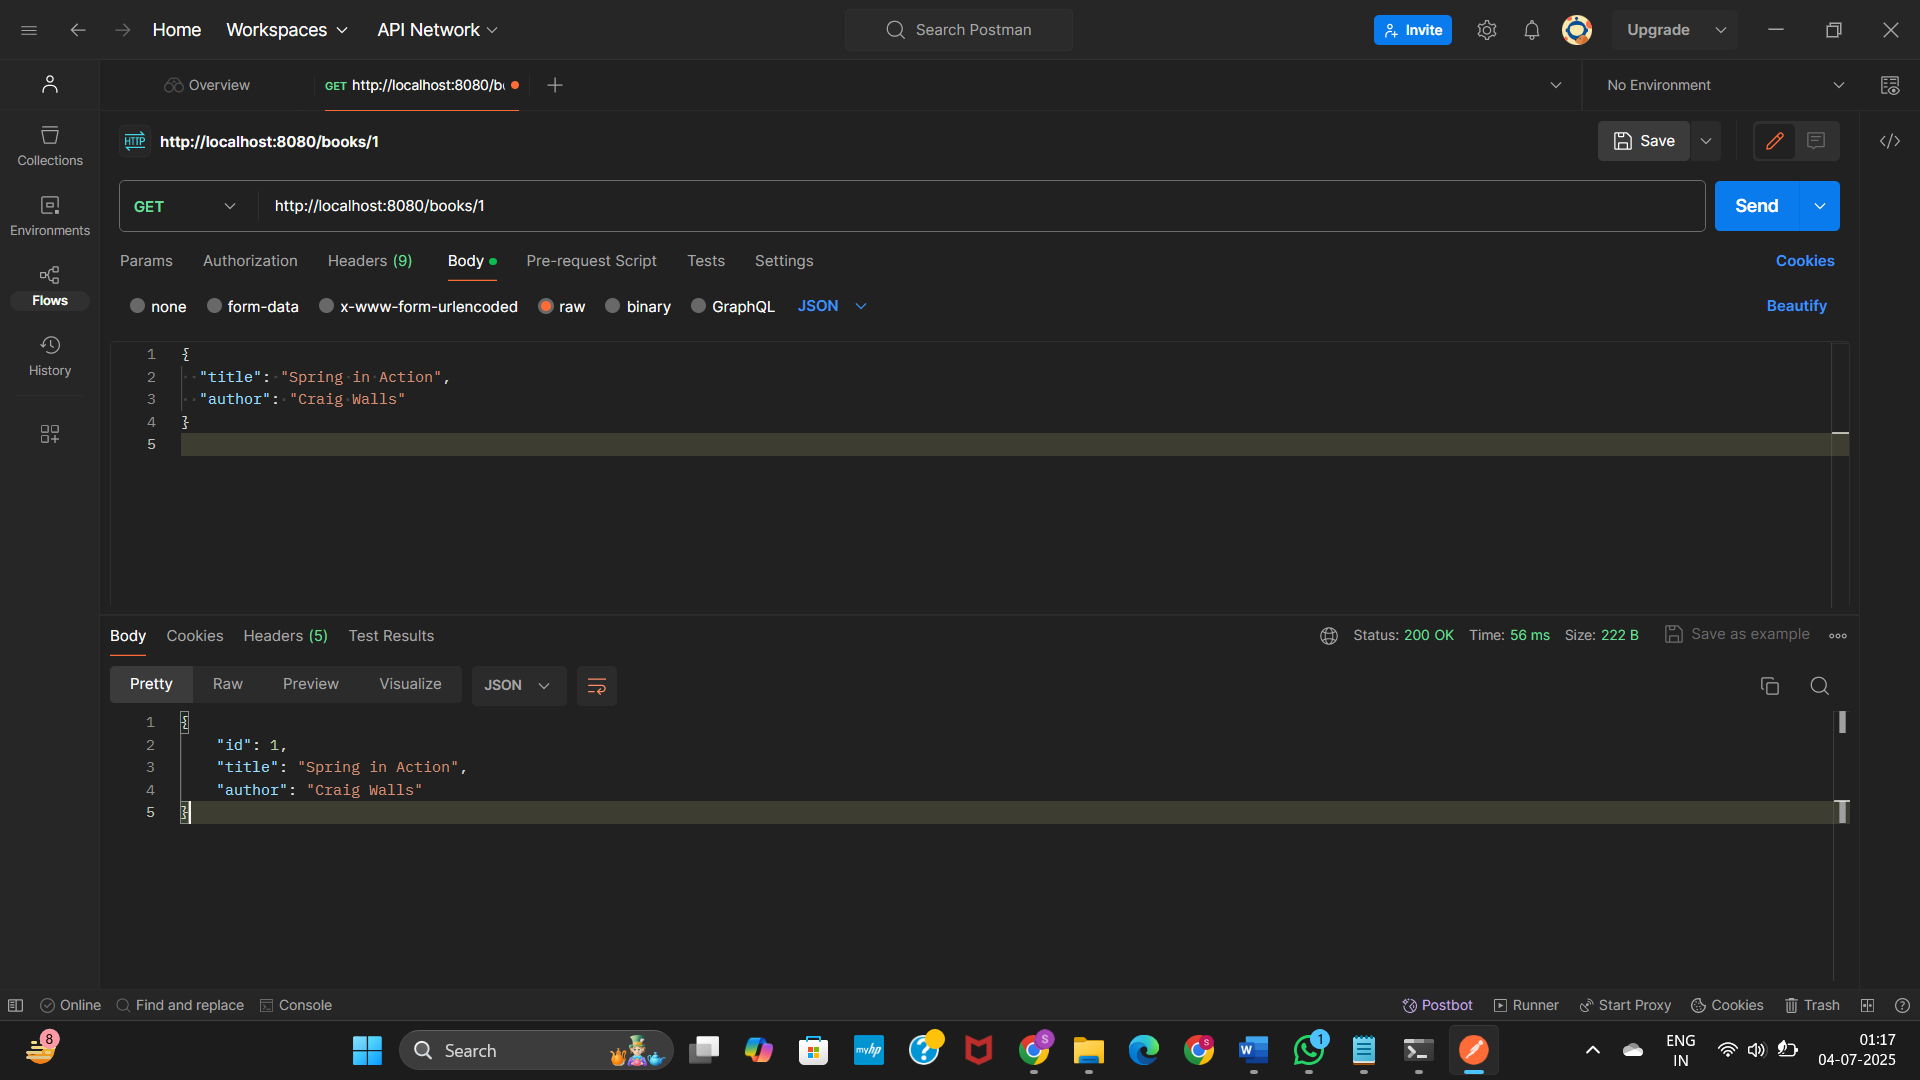 Home Workspaces API Network Search Postman Invite Upgrade
Overview GET http://localhost:8080/b No Environment
HTTP http://localhost:8080/books/1 Save
Collections
Environments
Flows
History
GET http://localhost:8080/books/1 Send
Params Authorization Headers (9) Body Pre-request Script Tests Settings Cookies
none form-data x-www-form-urlencoded raw binary GraphQL JSON Beautify
1 {
2 "title": "Spring in Action",
3 "author": "Craig Walls"
4 }
5
Body Cookies Headers (5) Test Results Status: 200 OK Time: 56 ms Size: 222 B Save as example
Pretty Raw Preview Visualize JSON
1 {
2 "id": 1,
3 "title": "Spring in Action",
4 "author": "Craig Walls"
5 }
Online Find and replace Console Postbot Runner Start Proxy Cookies Trash
8 Search myhp S S W 1 ENG 01:17
IN 04-07-2025